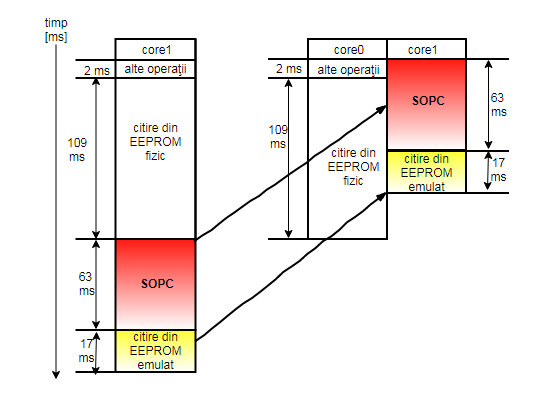 timp
[ms]
core1
2 ms
alte operații
109
ms
citire din
EEPROM
fizic
63
ms
SOPC
17
ms
citire din
EEPROM
emulat
core0
core1
2 ms
alte operații
109
ms
citire din
EEPROM
fizic
SOPC
63
ms
citire din
EEPROM
emulat
17
ms